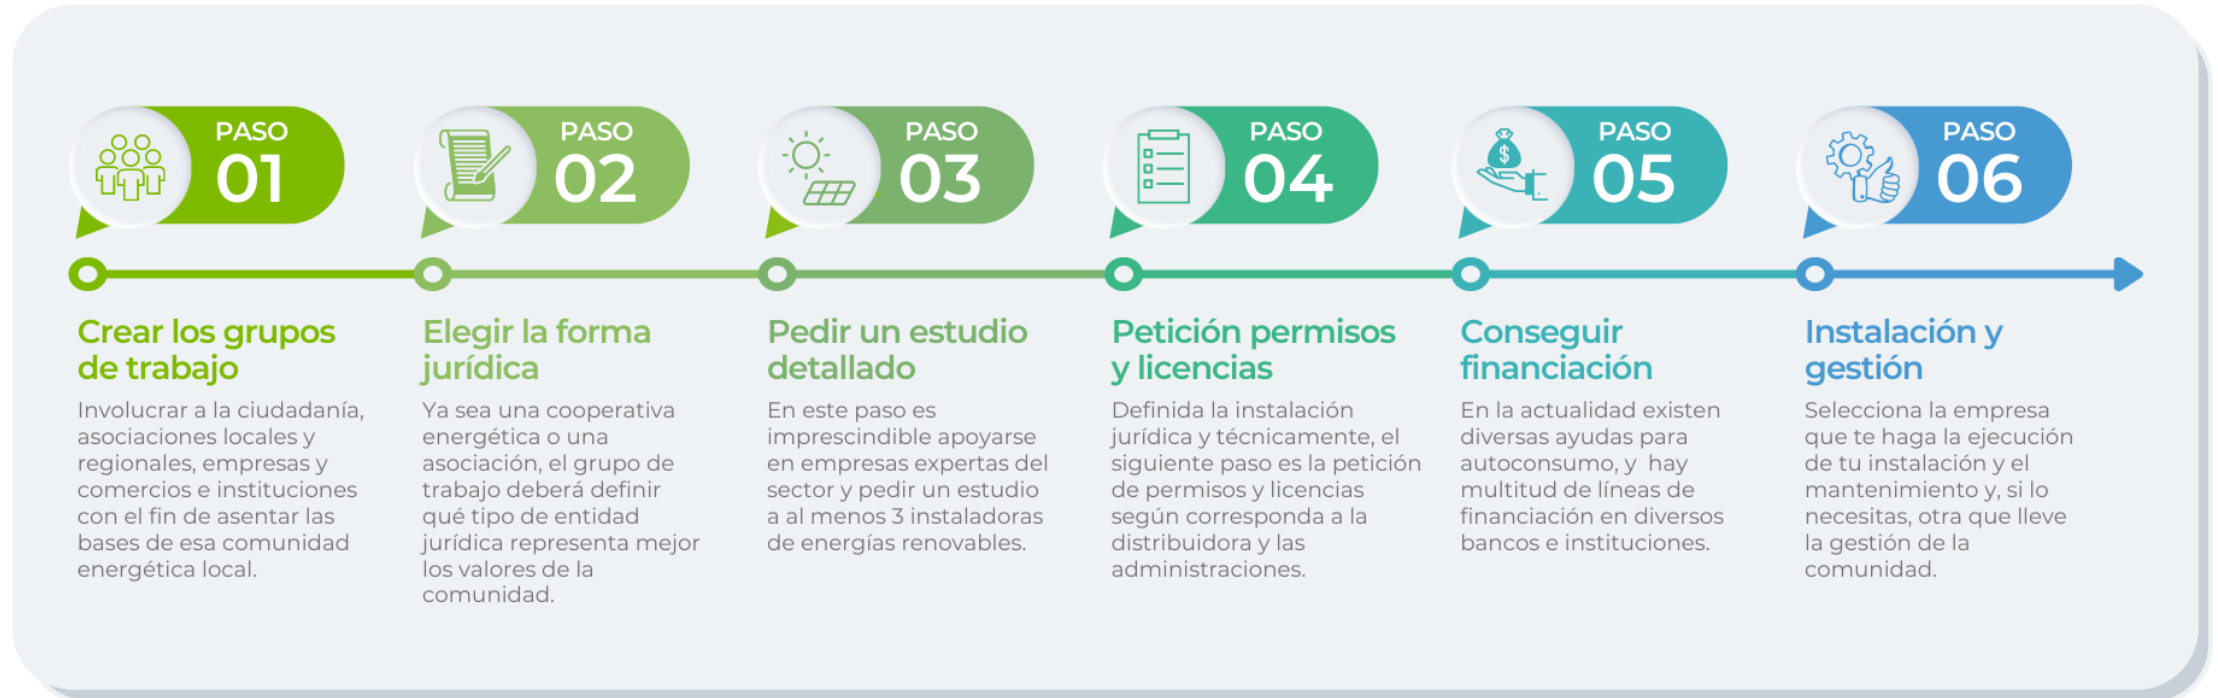 PASO
01
Crear los grupos
de trabajo
Involucrar a la ciudadanía,
asociaciones locales y
regionales, empresas y
comercios e instituciones
con el fin de asentar las
bases de esa comunidad
energética local.
PASO
02
Elegir la forma
jurídica
Ya sea una cooperativa
energética o una
asociación, el grupo de
trabajo deberá definir
qué tipo de entidad
jurídica representa mejor
los valores de la
comunidad.
PASO
03
Pedir un estudio
detallado
En este paso es
imprescindible apoyarse
en empresas expertas del
sector y pedir un estudio
a al menos 3 instaladoras
de energías renovables.
PASO
04
Petición permisos
y licencias
Definida la instalación
jurídica y técnicamente, el
siguiente paso es la petición
de permisos y licencias
según corresponda a la
distribuidora y las
administraciones.
PASO
05
$
Conseguir
financiación
En la actualidad existen
diversas ayudas para
autoconsumo, y  hay
multitud de líneas de
financiación en diversos
bancos e instituciones.
PASO
06
Instalación y
gestión
Selecciona la empresa
que te haga la ejecución
de tu instalación y el
mantenimiento y, si lo
necesitas, otra que lleve
la gestión de la
comunidad.